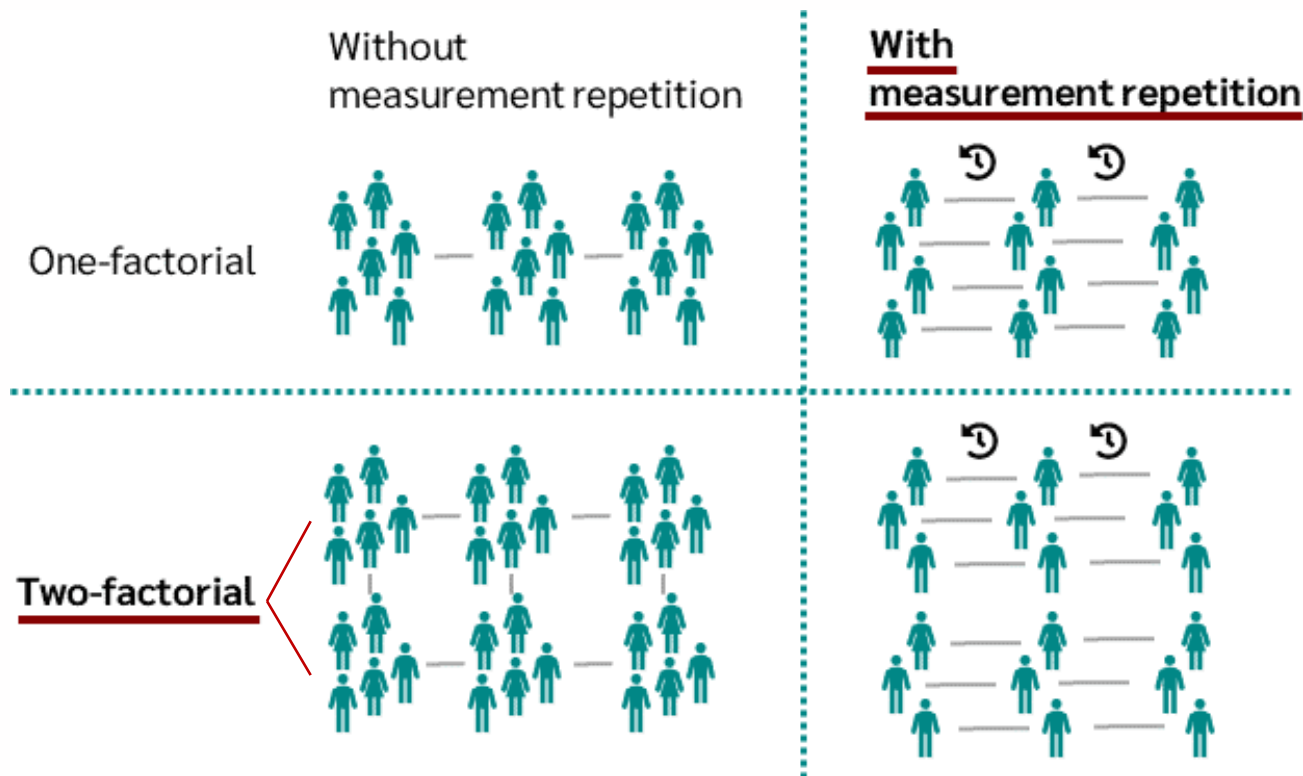 Without
measurement repetition
With
measurement repetition
One-factorial
Two-factorial